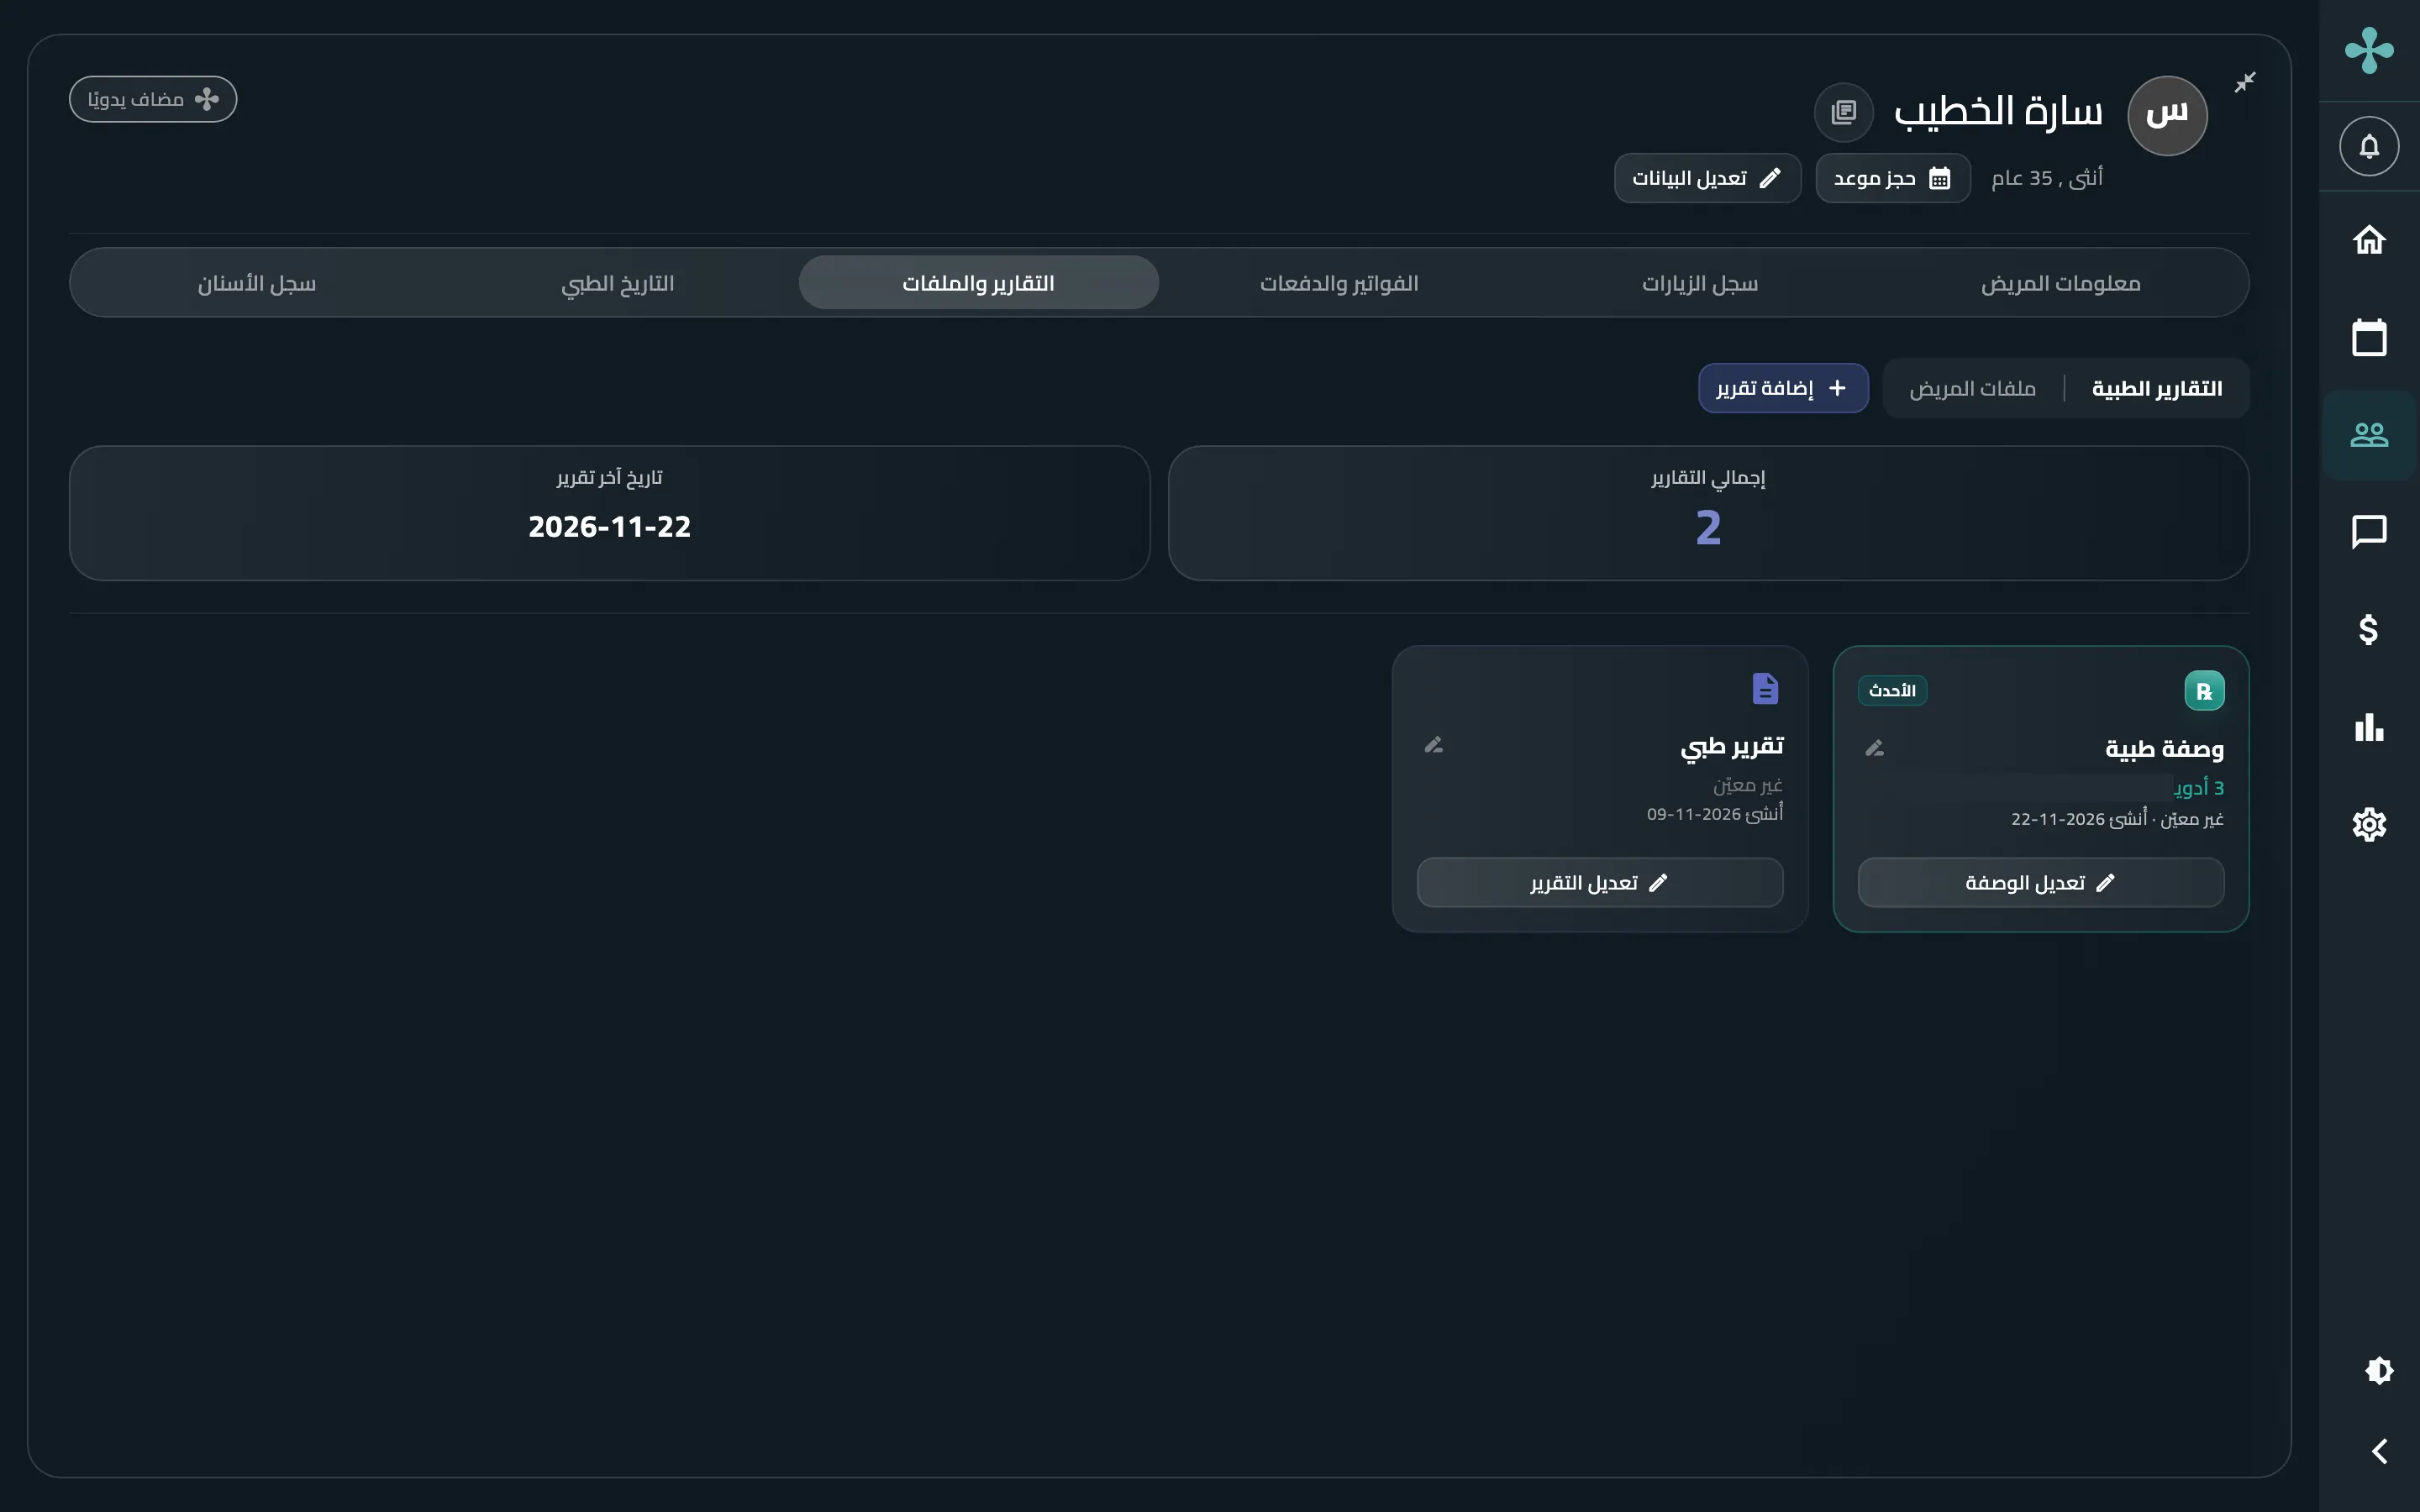 س
سارة الخطيب
أنثى , 35 عام
حجز موعد
تعديل البيانات
مضاف يدويًا
معلومات المريض
سجل الزيارات
الفواتير والدفعات
التقارير والملفات
التاريخ الطبي
سجل الأسنان
التقارير الطبية
ملفات المريض
إضافة تقرير
إجمالي التقارير
2
تاريخ آخر تقرير
2026-11-22
الأحدث
وصفة طبية
3
غير معيّن · أُنشئ 2026-11-22
تعديل الوصفة
تقرير طبي
غير معيّن
أُنشئ 2026-11-09
تعديل التقرير